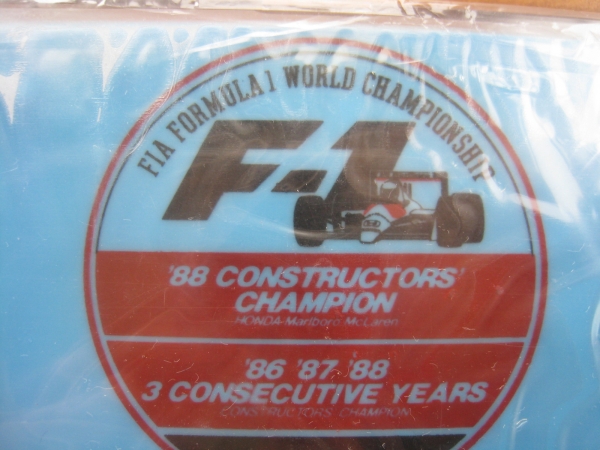 FIA FORMULA 1 WORLD CHAMPIONSHIP
F-1
'88 CONSTRUCTORS'
CHAMPION
HONDA Marlboro McLaren
'86 '87 '88
3 CONSECUTIVE YEARS
CONSTRUCTORS' CHAMPION